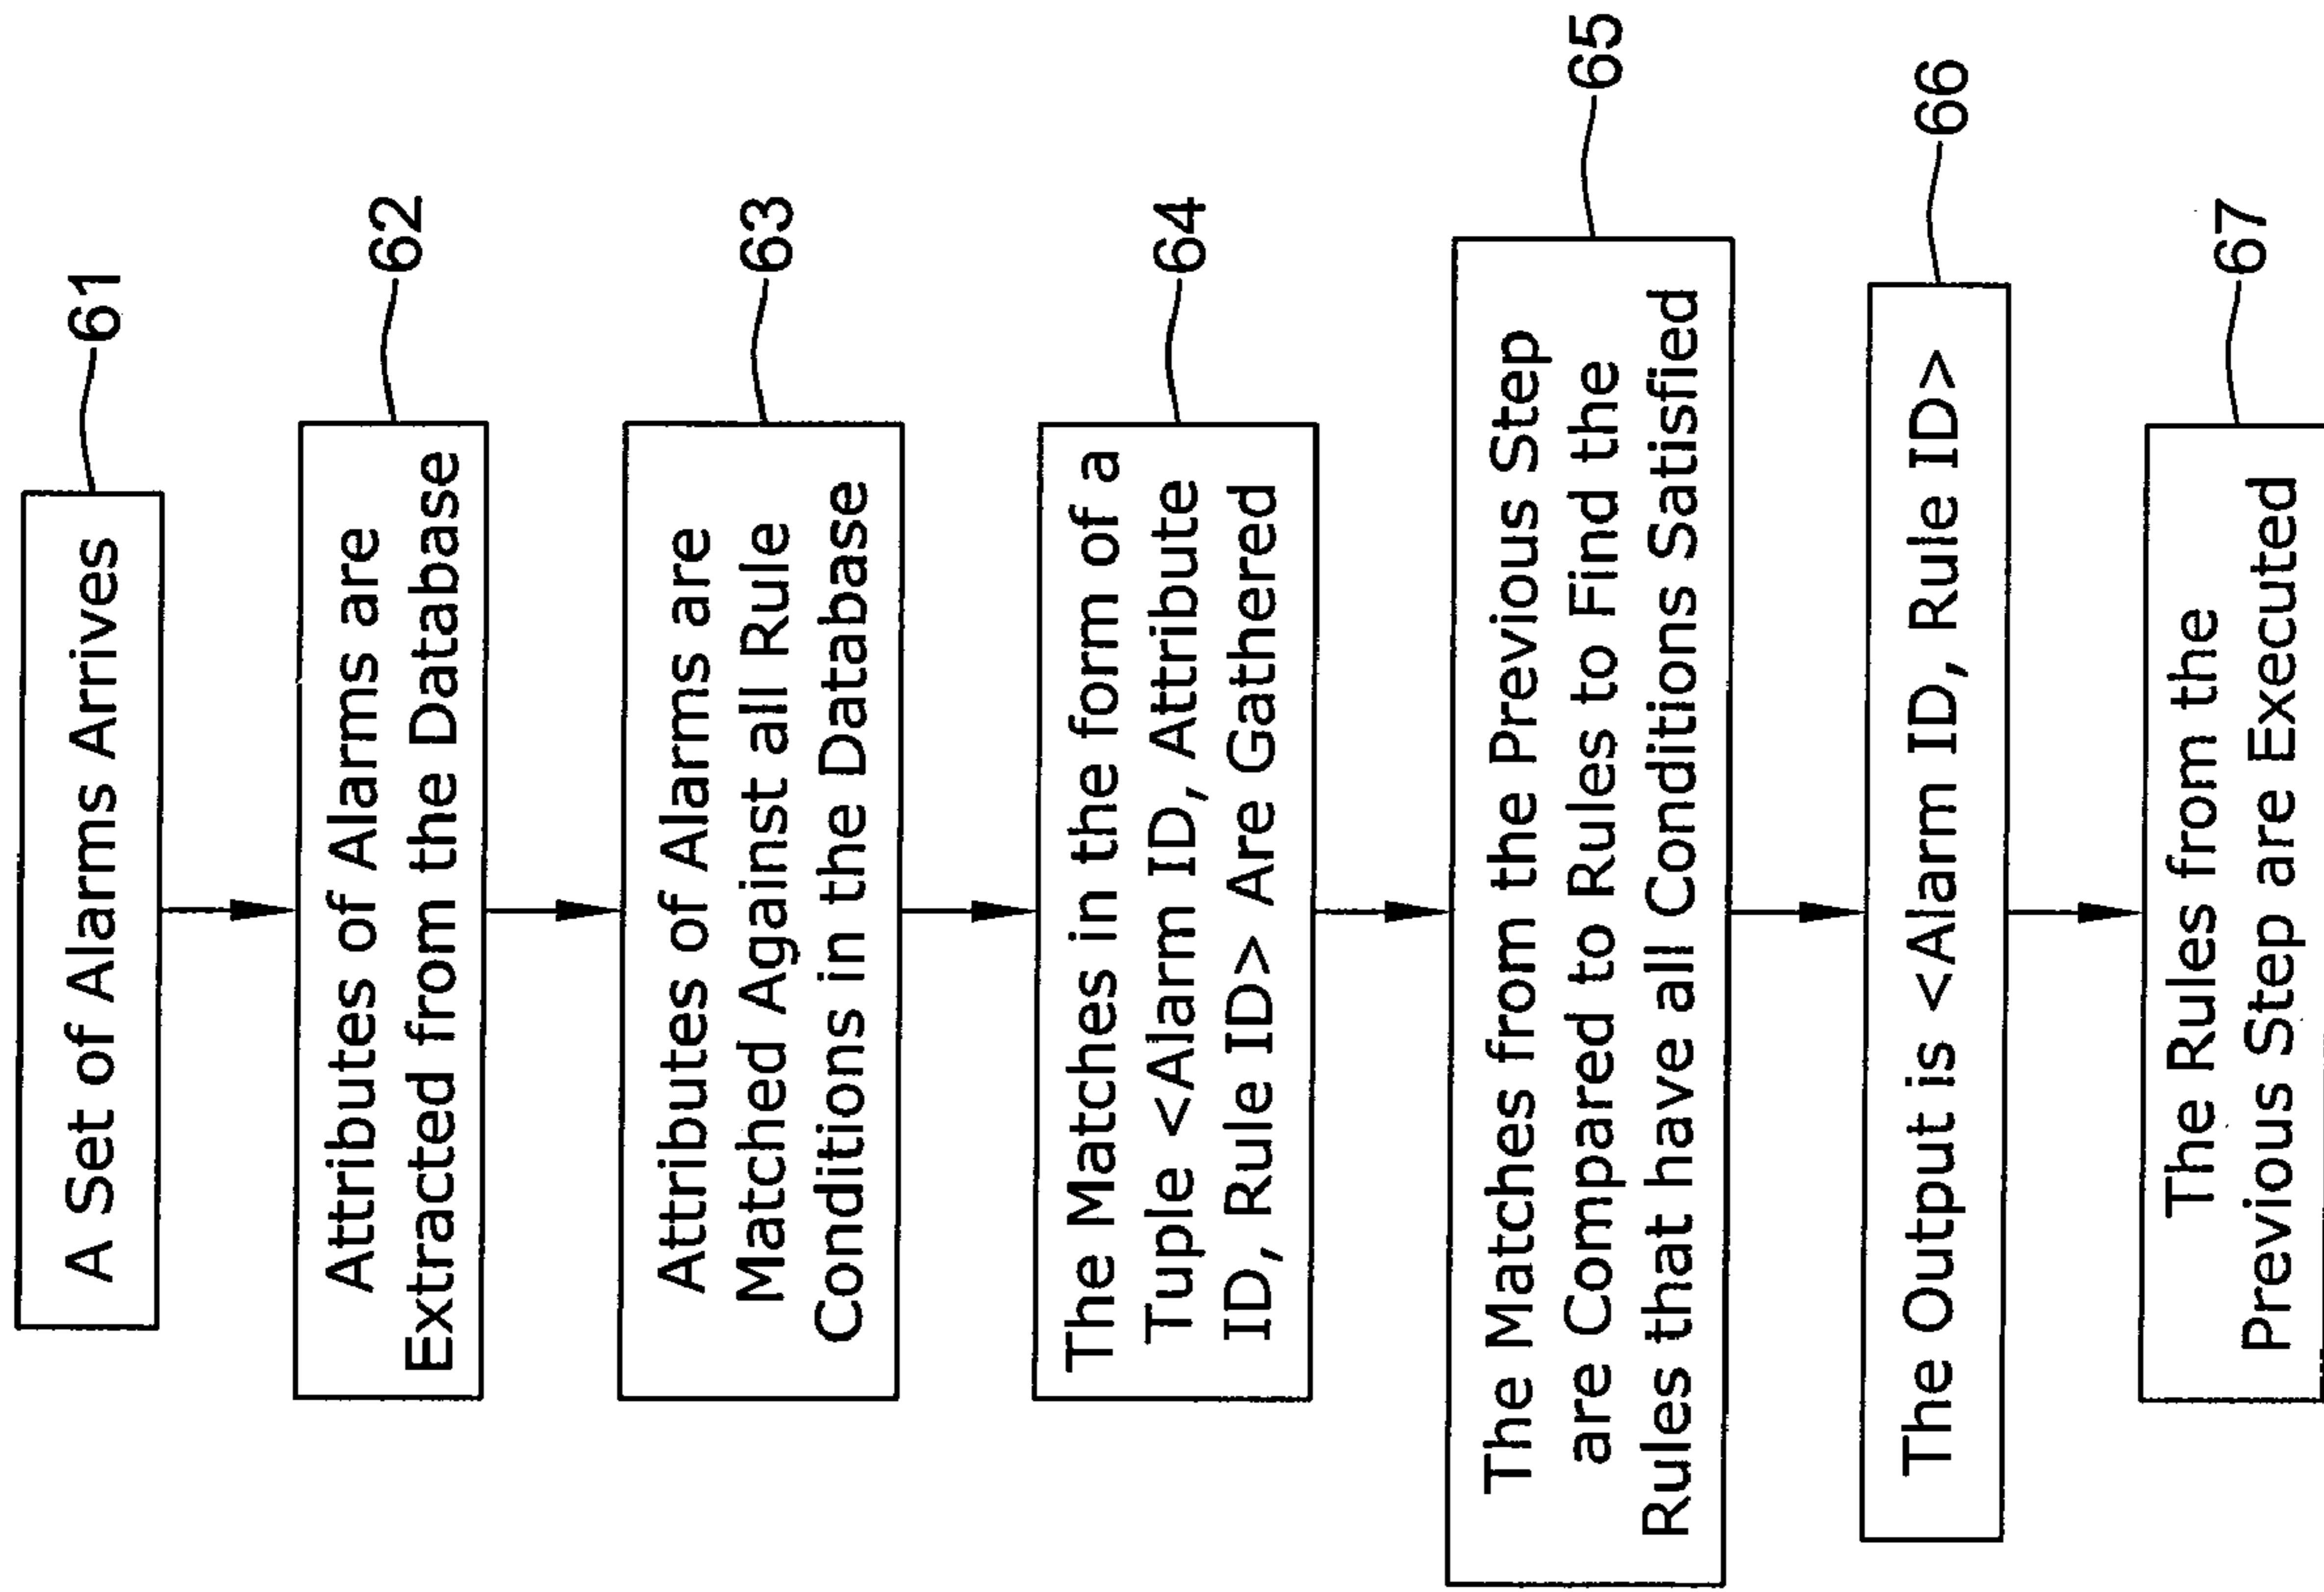 A Set of Alarms Arrives
61
Attributes of Alarms are
Extracted from the Database
62
Attributes of Alarms are
Matched Against all Rule
Conditions in the Database
63
The Matches in the form of a
Tuple <Alarm ID, Attribute
ID, Rule ID> Are Gathered
64
The Matches from the Previous Step
are Compared to Rules to Find the
Rules that have all Conditions Satisfied
65
The Output is <Alarm ID, Rule ID>
66
The Rules from the
Previous Step are Executed
67